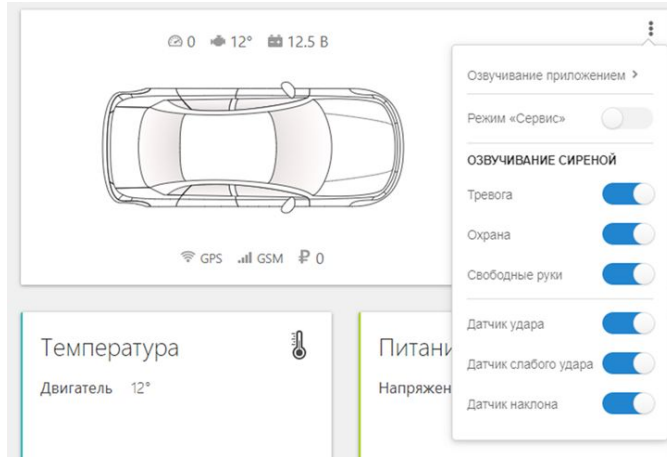 0 12° 12.5 В
Озвучивание приложением >
Режим «Сервис»
ОЗВУЧИВАНИЕ СИРЕНОЙ
Тревога
Охрана
Свободные руки
Датчик удара
Датчик слабого удара
Датчик наклона
GPS GSM ₽ 0
Температура
Двигатель 12°
Питани
Напряжен